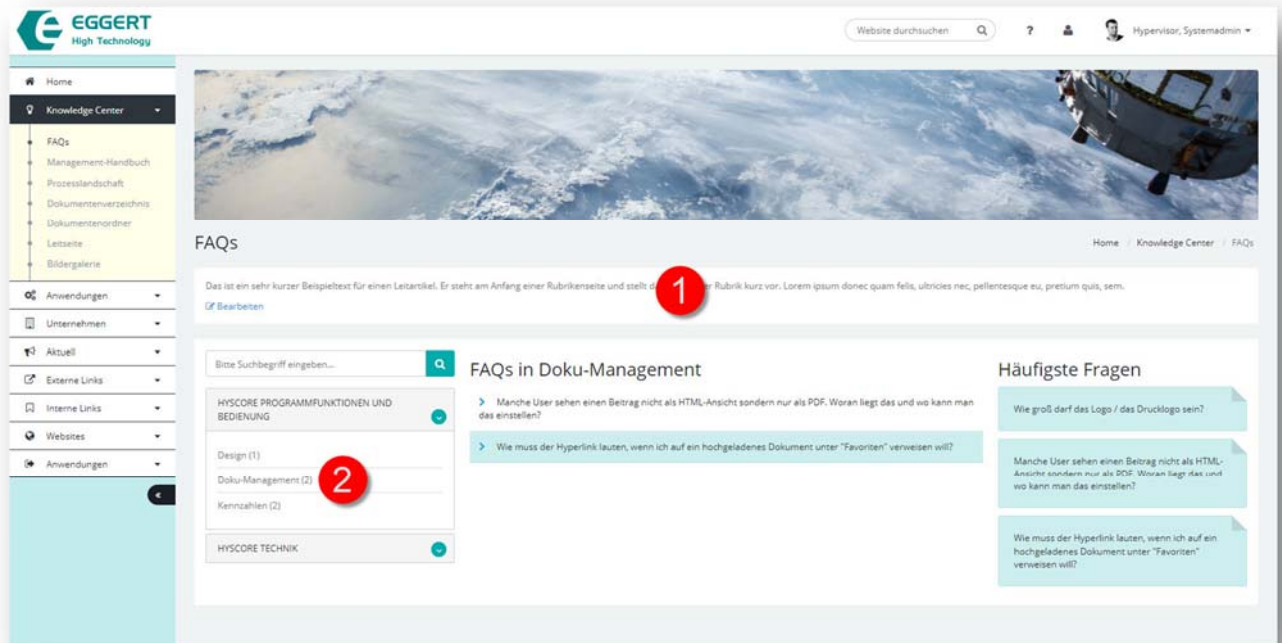 EGGERT
High Technology
Website durchsuchen
?
Hypervisor, Systemadmin
Home
Knowledge Center
FAQs
Management-Handbuch
Prozesslandschaft
Dokumentenverzeichnis
Dokumentenordner
Leitseite
Bildergalerie
Anwendungen
Unternehmen
Aktuell
Externe Links
Interne Links
Websites
Anwendungen
«
FAQs
Home / Knowledge Center / FAQs
Das ist ein sehr kurzer Beispieltext für einen Leitartikel. Er steht am Anfang einer Rubrikenseite und stellt 1 Rubrik kurz vor. Lorem ipsum donec quam felis, ultricies nec, pellentesque eu, pretium quis, sem.
Bearbeiten
Bitte Suchbegriff eingeben...
HYSCORE PROGRAMMFUNKTIONEN UND
BEDIENUNG
Design (1)
Doku-Management (2)
2
Kennzahlen (2)
HYSCORE TECHNIK
FAQs in Doku-Management
Manche User sehen einen Beitrag nicht als HTML-Ansicht sondern nur als PDF. Woran liegt das und wo kann man
das einstellen?
Wie muss der Hyperlink lauten, wenn ich auf ein hochgeladenes Dokument unter "Favoriten" verweisen will?
Häufigste Fragen
Wie groß darf das Logo / das Drucklogo sein?
Manche User sehen einen Beitrag nicht als HTML-
Ansicht sondern nur als PDF. Woran liegt das und
wo kann man das einstellen?
Wie muss der Hyperlink lauten, wenn ich auf ein
hochgeladenes Dokument unter "Favoriten"
verweisen will?